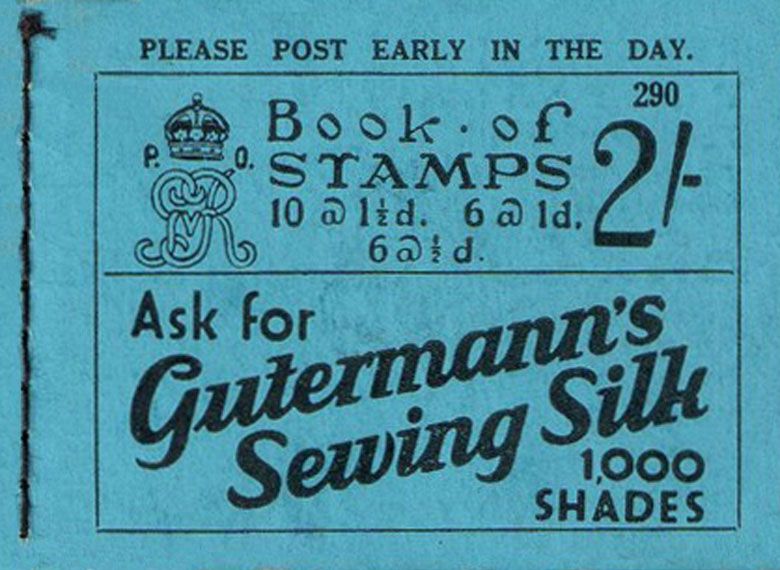 PLEASE POST EARLY IN THE DAY.
290
P. O.
Book of
STAMPS
2/-
10 @ 1½d. 6 @ 1d.
6 @ ½d.
Ask for
Gutermann's
Sewing Silk
1,000
SHADES